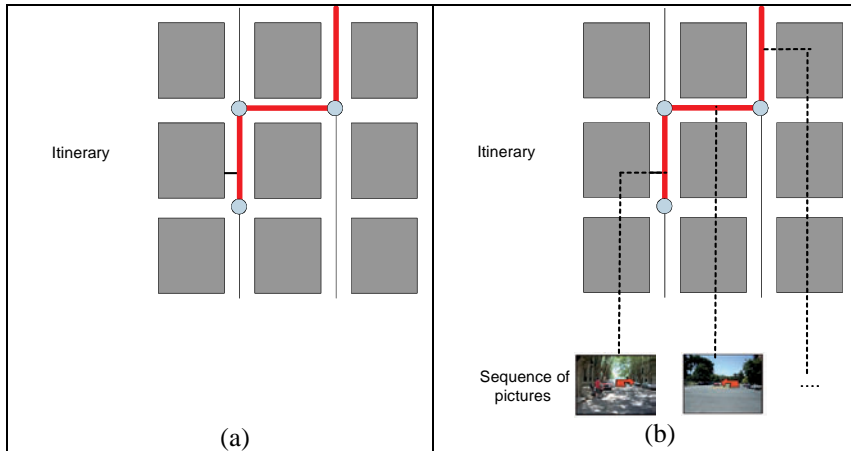 Itinerary
(a)
Itinerary
Sequence of
pictures
....
(b)